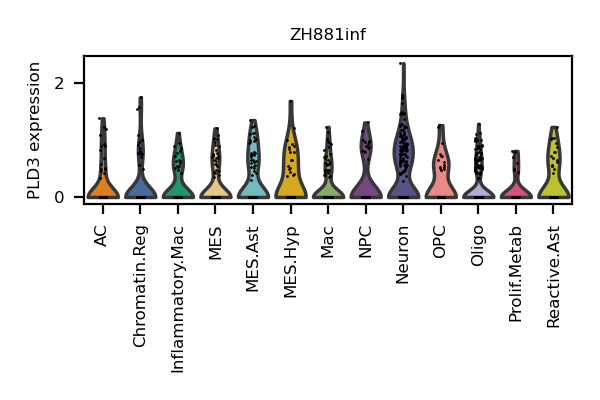 ZH881inf
PLD3 expression
2
0
AC
Chromatin.Reg
Inflammatory.Mac
MES
MES.Ast
MES.Hyp
Mac
NPC
Neuron
OPC
Oligo
Prolif.Metab
Reactive.Ast